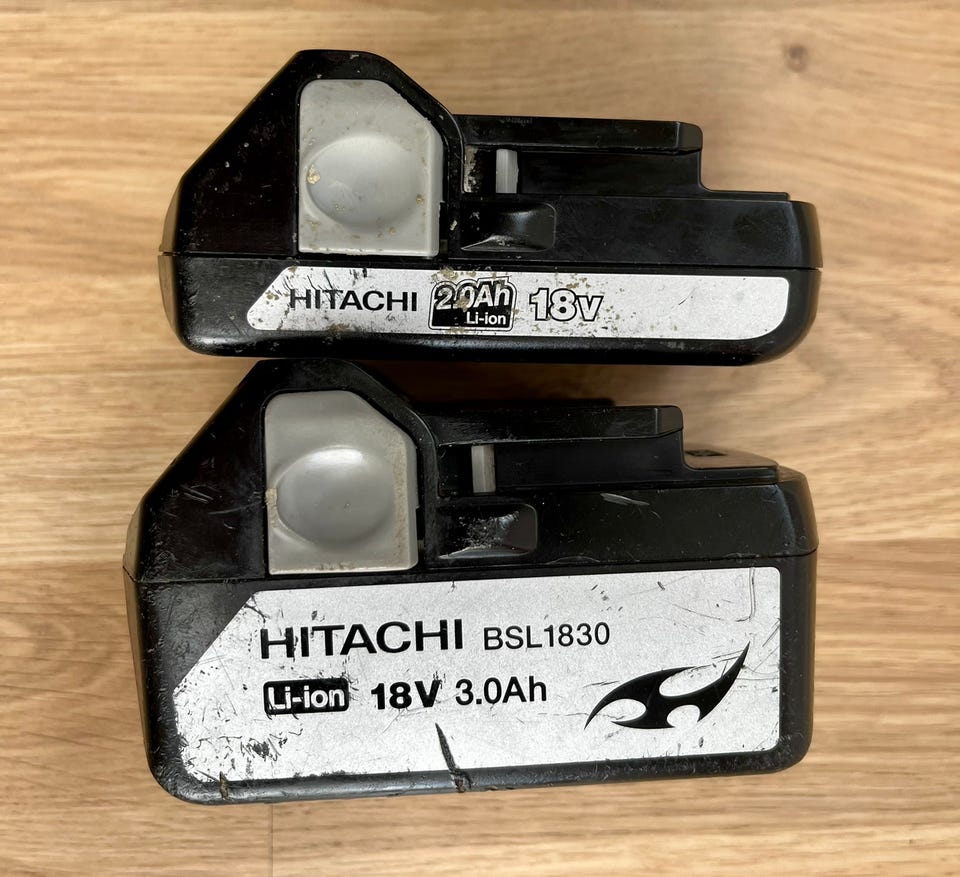 HITACHI 2.0Ah Li-ion 18V
HITACHI BSL1830
Li-ion 18V 3.0Ah